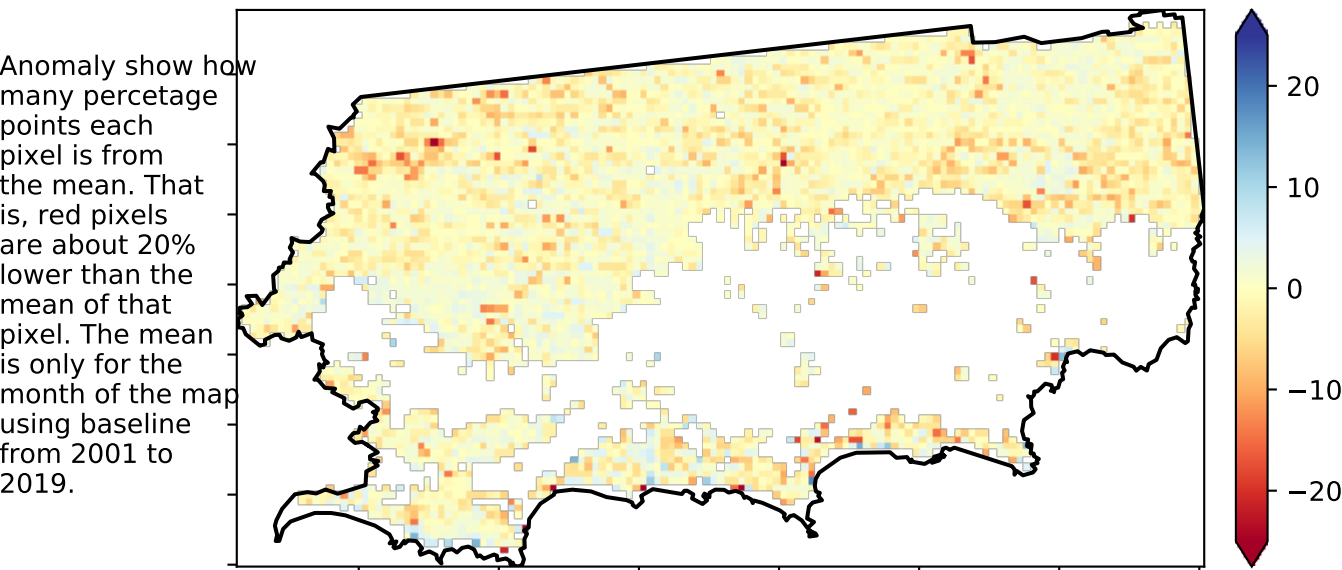 Anomaly show how
many percetage
points each
pixel is from
the mean. That
is, red pixels
are about 20%
lower than the
mean of that
pixel. The mean
is only for the
month of the map
using baseline
from 2001 to
2019.
20
10
0
−10
−20